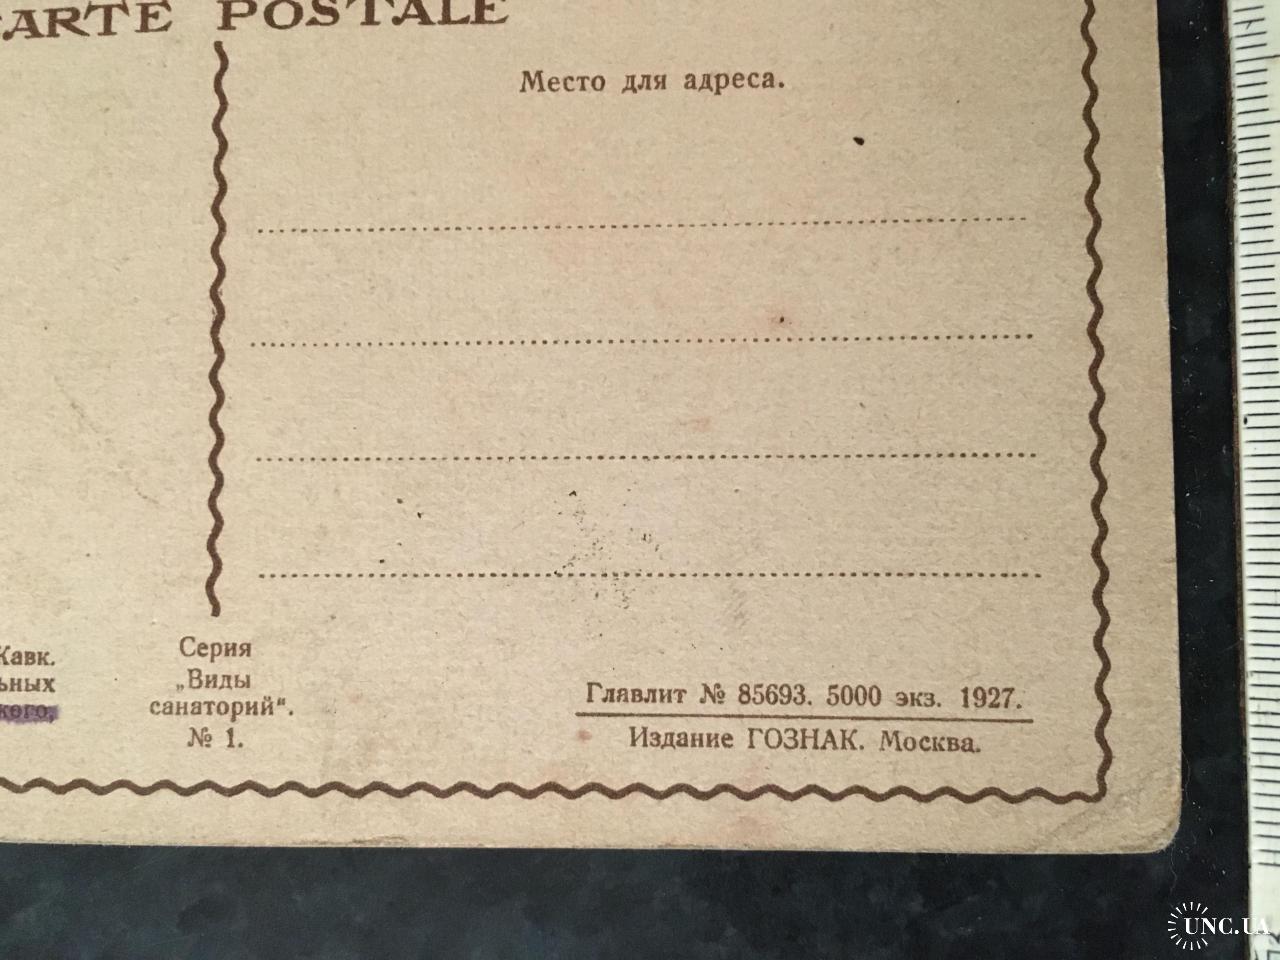 CARTE POSTALE
Место для адреса.
Кавк.
ьных
кого,
Серия
„Виды
санаторий“.
№ 1.
Главлит № 85693. 5000 экз. 1927.
Издание ГОЗНАК. Москва.
UNC.UA